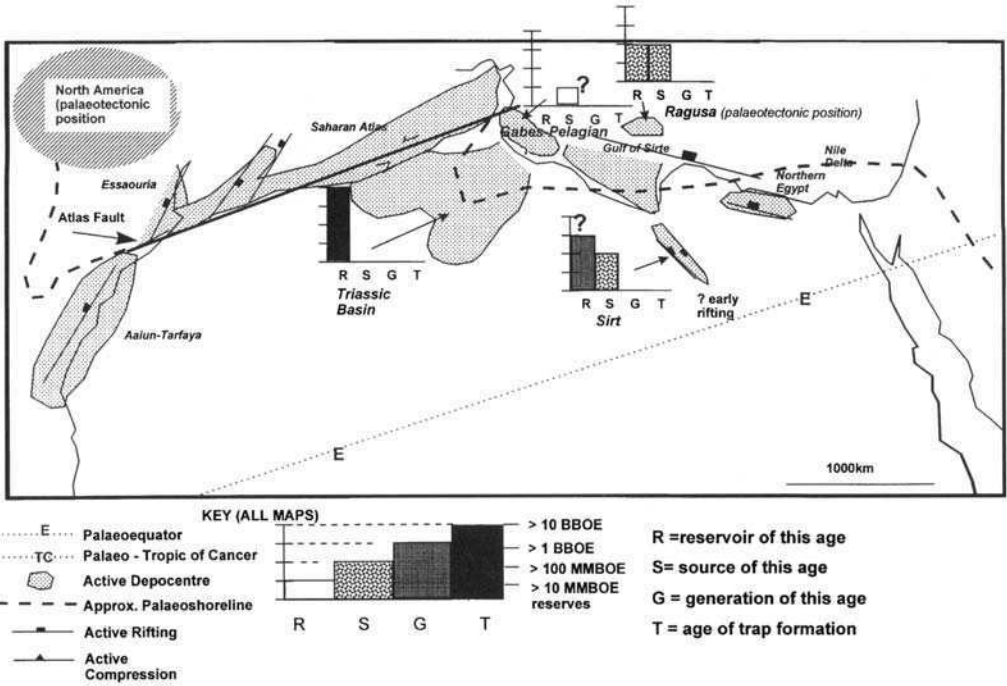 North America
(palaeotectonic
position
Saharan Atlas
Essaouria
Atlas Fault
Aaiun-Tarfaya
?
R S G T
Gabes-Pelagian
R S G T
Ragusa (palaeotectonic position)
Gulf of Sirte
Nile
Delta
Northern
Egypt
R S G T
Triassic
Basin
?
R S G T
Sirt
? early
rifting
E
E
1000km
KEY (ALL MAPS)
E Palaeoequator
TC Palaeo - Tropic of Cancer
Active Depocentre
Approx. Palaeoshoreline
Active Rifting
Active
Compression
> 10 BBOE
> 1 BBOE
> 100 MMBOE
> 10 MMBOE
reserves
R S G T
R =reservoir of this age
S= source of this age
G = generation of this age
T = age of trap formation